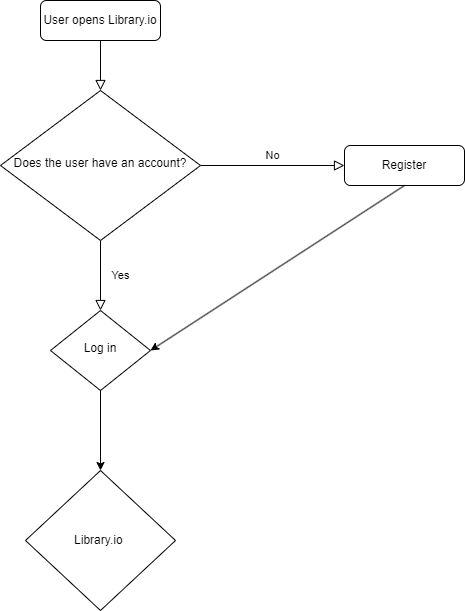 User opens Library.io
Does the user have an account?
No
Register
Yes
Log in
Library.io